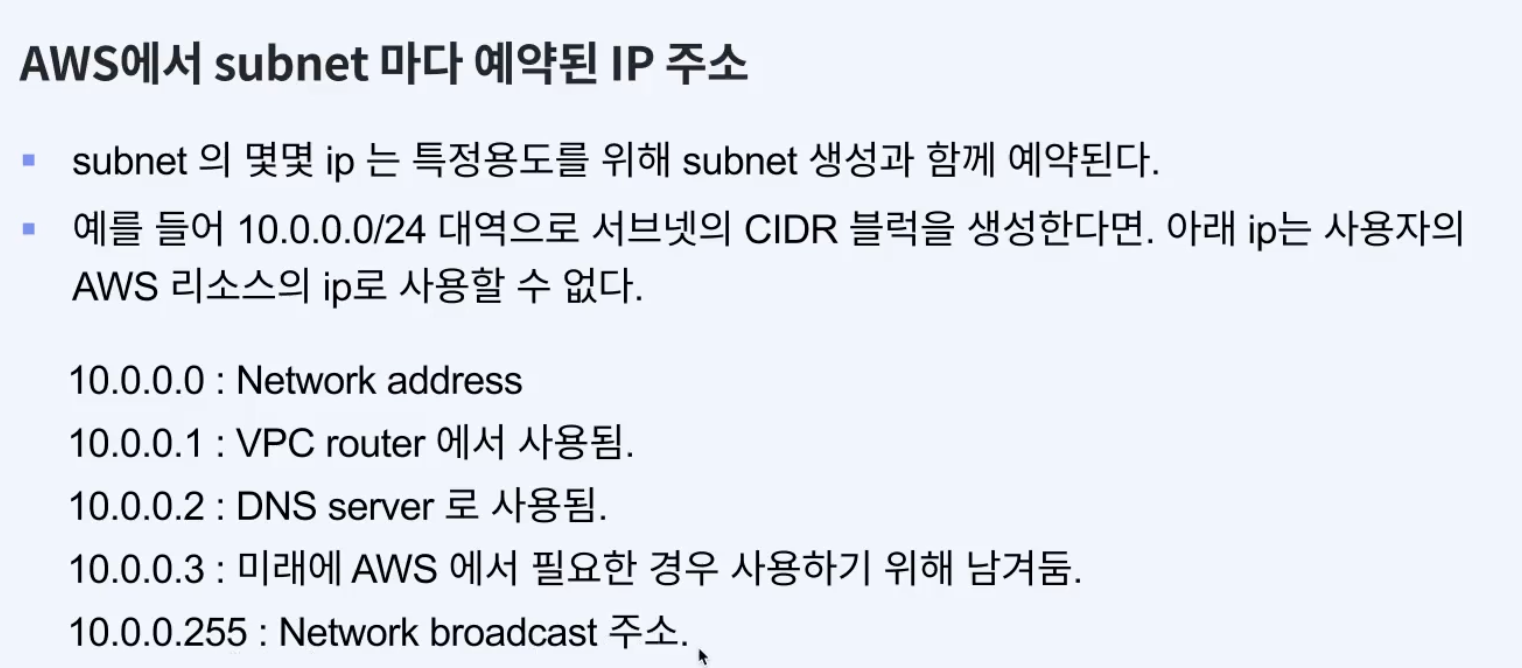 AWS에서 subnet 마다 예약된 IP 주소
subnet 의 몇몇 ip 는 특정용도를 위해 subnet 생성과 함께 예약된다.
예를 들어 10.0.0.0/24 대역으로 서브넷의 CIDR 블럭을 생성한다면. 아래 ip는 사용자의
AWS 리소스의 ip로 사용할 수 없다.
10.0.0.0 : Network address
10.0.0.1 : VPC router 에서 사용됨.
10.0.0.2 : DNS server 로 사용됨.
10.0.0.3 : 미래에 AWS 에서 필요한 경우 사용하기 위해 남겨둠.
10.0.0.255 : Network broadcast 주소.